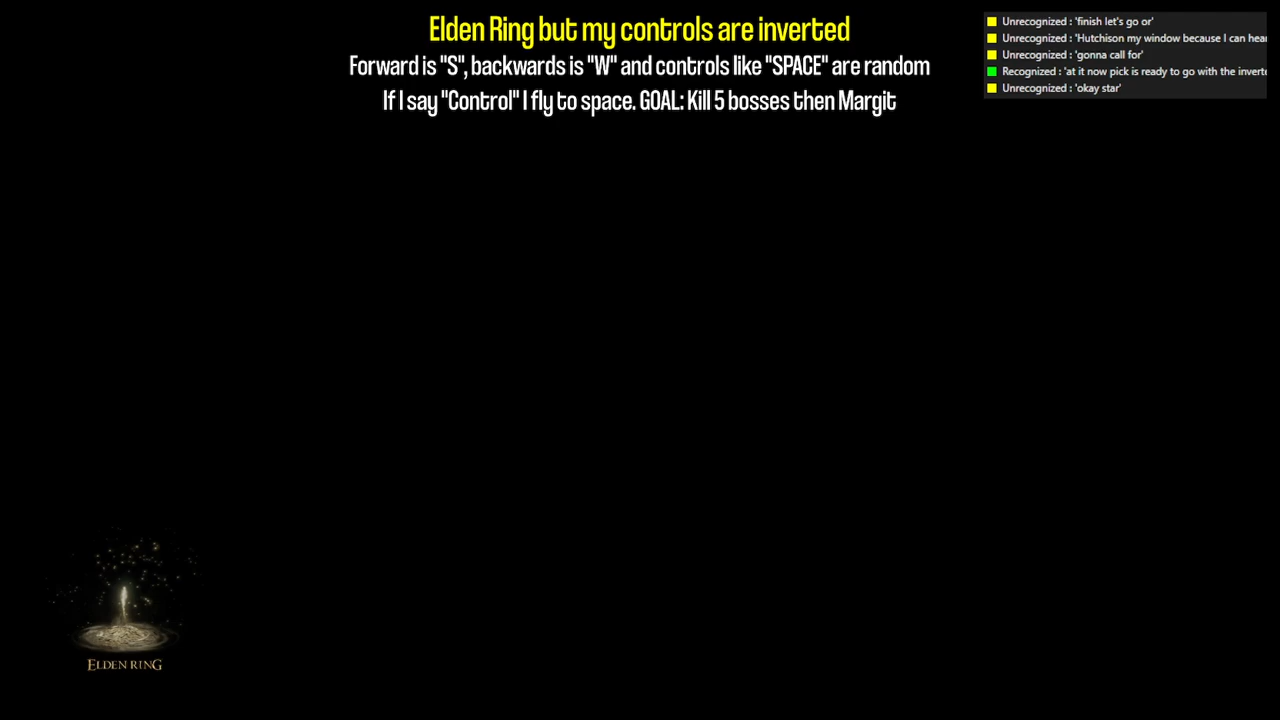 Elden Ring but my controls are inverted
Forward is "S", backwards is "W" and controls like "SPACE" are random
If I say "Control" I fly to space. GOAL: Kill 5 bosses then Margit
Unrecognized : 'finish let's go or'
Unrecognized : 'Hutchison my window because I can hear
Unrecognized : 'gonna call for'
Recognized : 'at it now pick is ready to go with the inverte
Unrecognized : 'okay star'
ELDEN RING